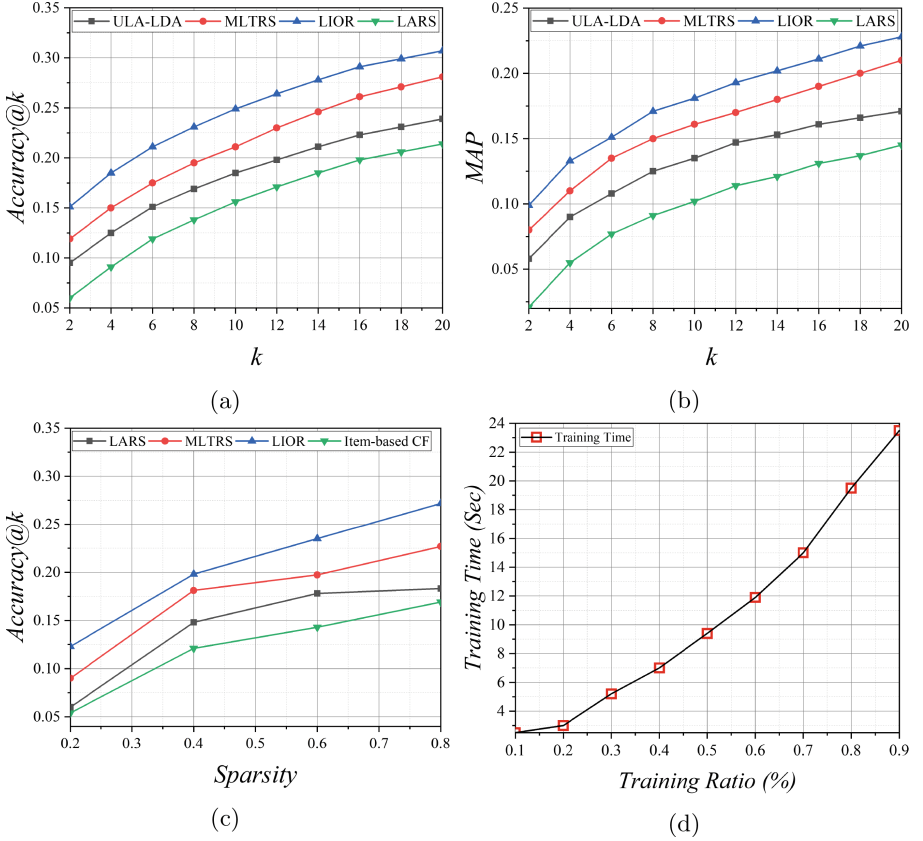 ULA-LDA MLTRS LIOR LARS
0.35
0.30
0.25
0.20
0.15
0.10
0.05
Accuracy@k
2 4 6 8 10 12 14 16 18 20
k
(a)
ULA-LDA MLTRS LIOR LARS
0.20
0.15
0.10
0.05
MAP
2 4 6 8 10 12 14 16 18 20
k
(b)
LARS MLTRS LIOR Item-based CF
0.35
0.30
0.25
0.20
0.15
0.10
0.05
Accuracy@k
0.2 0.3 0.4 0.5 0.6 0.7 0.8
Sparsity
(c)
Training Time
24
22
20
18
16
14
12
10
8
6
4
Training Time (Sec)
0.1 0.2 0.3 0.4 0.5 0.6 0.7 0.8 0.9
Training Ratio (%)
(d)